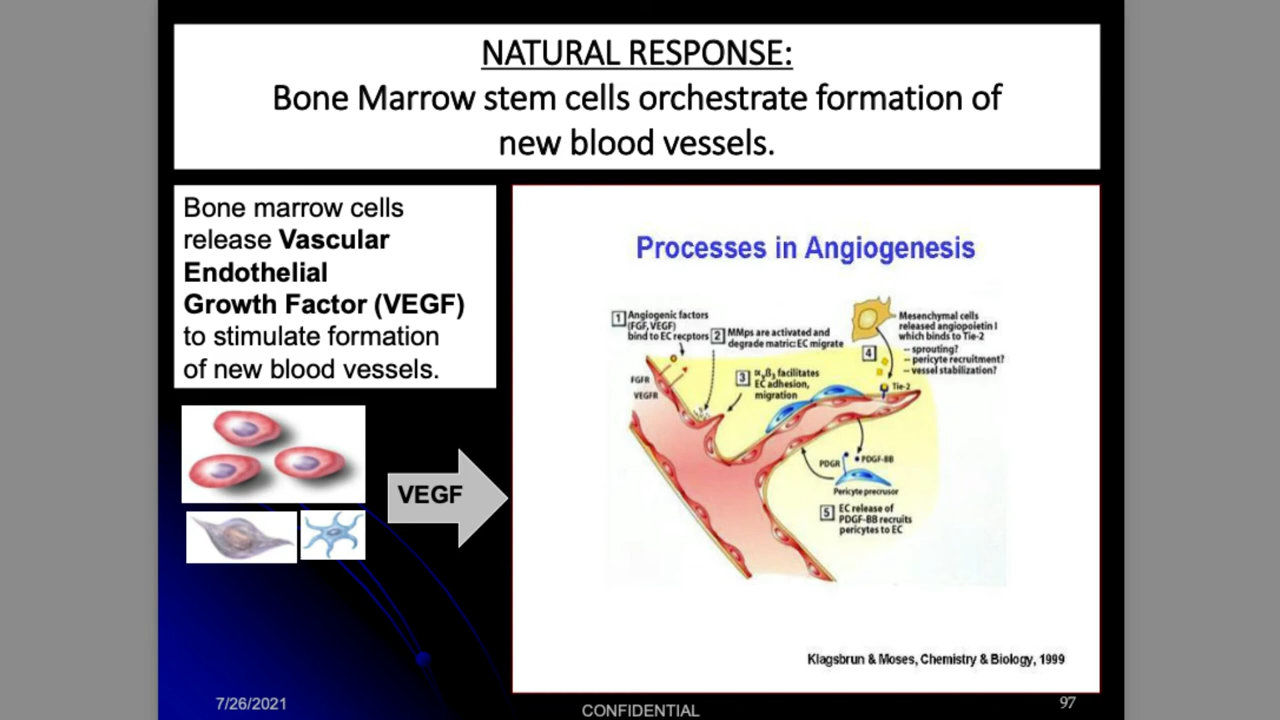 NATURAL RESPONSE:
Bone Marrow stem cells orchestrate formation of
new blood vessels.
Bone marrow cells
release Vascular
Endothelial
Growth Factor (VEGF)
to stimulate formation
of new blood vessels.
VEGF
Processes in Angiogenesis
1 Angiogenic factors
(FGF, VEGF)
bind to EC recptors
2 MMps are activated and
degrade matric: EC migrate
3 αvß3 facilitates
EC adhesion,
migration
4
Mesenchymal cells
released angiopoietin I
which binds to Tie-2
-- sprouting?
-- pericyte recruitment?
-- vessel stabilization?
FGFR
VEGFR
Tie-2
PDGR
PDGF-BB
Pericyte precrusor
5 EC release of
PDGF-BB recruits
pericytes to EC
Klagsbrun & Moses, Chemistry & Biology, 1999
7/26/2021
CONFIDENTIAL
97